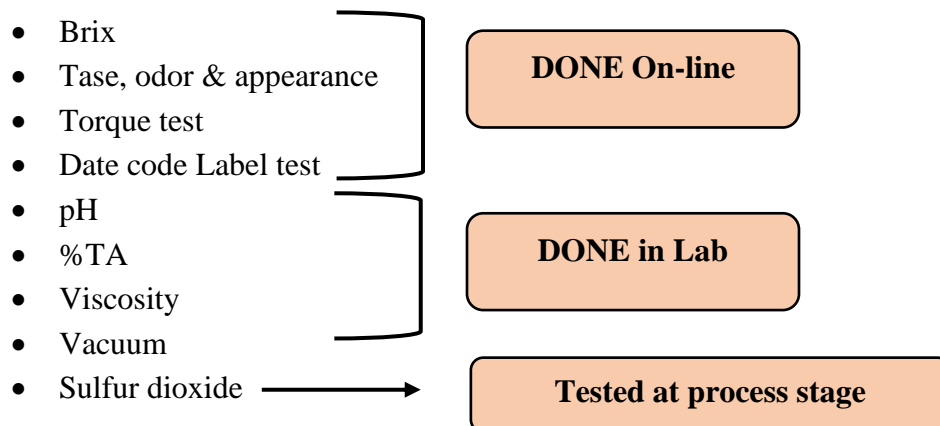 • Brix
• Tase, odor & appearance
• Torque test
• Date code Label test
DONE On-line
• pH
• %TA
• Viscosity
• Vacuum
DONE in Lab
• Sulfur dioxide
Tested at process stage